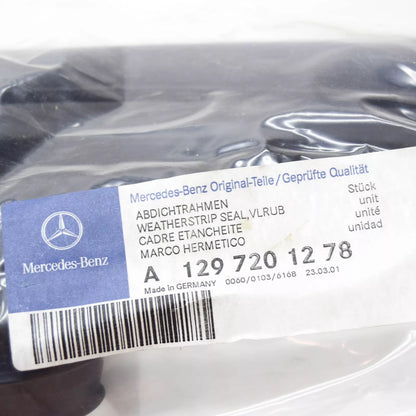 Mercedes-Benz
Mercedes-Benz Original-Teile/Geprüfte Qualität
ABDICHTRAHMEN Stück
WEATHERSTRIP SEAL,VLRUB unit
CADRE ETANCHEITE unité
MARCO HERMETICO unidad
A 129 720 12 78
Made in GERMANY 0060/0103/6168 23.03.01